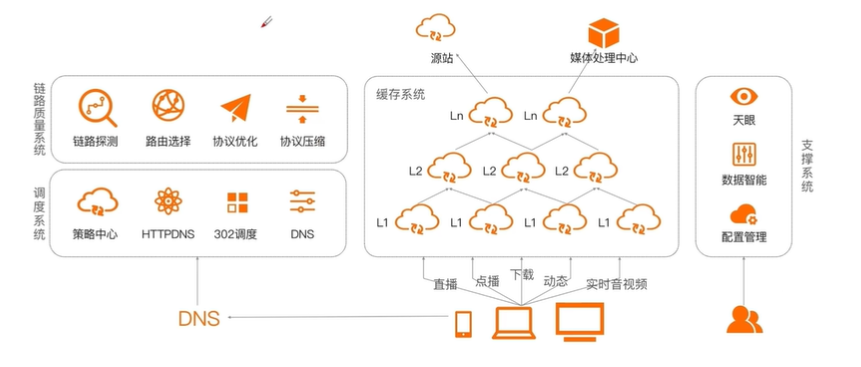 源站
媒体处理中心
链路质量系统
链路探测
路由选择
协议优化
协议压缩
缓存系统
Ln
Ln
L2
L2
L2
L1
L1
L1
L1
天眼
数据智能
配置管理
支撑系统
调度系统
策略中心
HTTPDNS
302调度
DNS
直播
点播
下载
动态
实时音视频
DNS